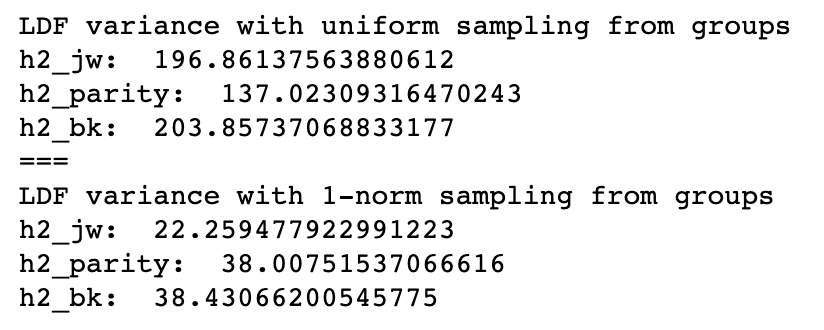 LDF variance with uniform sampling from groups
h2_jw:  196.86137563880612
h2_parity:  137.02309316470243
h2_bk:  203.85737068833177
===
LDF variance with 1-norm sampling from groups
h2_jw:  22.259477922991223
h2_parity:  38.00751537066616
h2_bk:  38.43066200545775